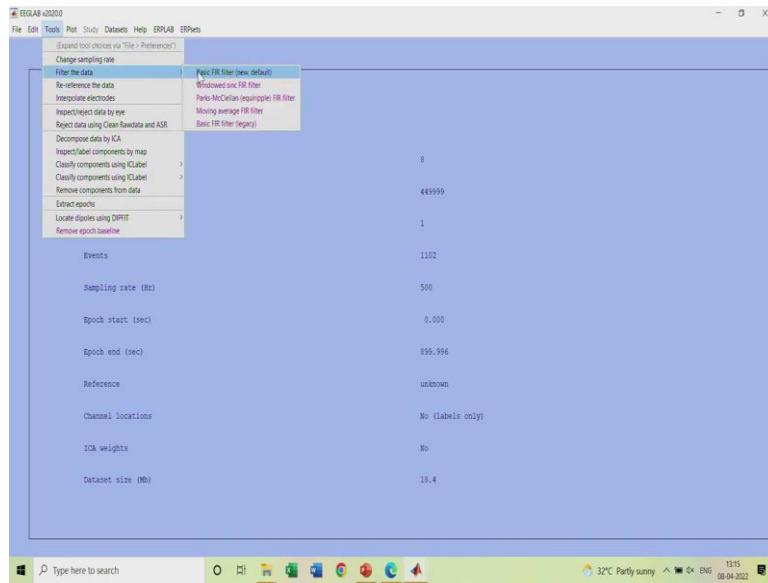 EEGLAB v2020.0
File Edit Tools Plot Study Datasets Help ERPLAB ERPsets
(Expand tool choices via "File > Preferences")
Change sampling rate
Filter the data
Basic FIR filter (new, default)
Re-reference the data
Windowed sinc FIR filter
Interpolate electrodes
Parks-McClellan (equiripple) FIR filter
Inspect/reject data by eye
Moving average FIR filter
Reject data using Clean Rawdata and ASR
Basic FIR filter (legacy)
Decompose data by ICA
Inspect/label components by map
Classify components using ICLabel
8
Classify components using ICLabel
Remove components from data
449999
Extract epochs
Locate dipoles using DIPFIT
1
Remove epoch baseline
Events 1102
Sampling rate (Hz) 500
Epoch start (sec) 0.000
Epoch end (sec) 899.996
Reference unknown
Channel locations No (labels only)
ICA weights No
Dataset size (Mb) 18.4
Type here to search
32°C Partly sunny ENG 13:15
08-04-2022